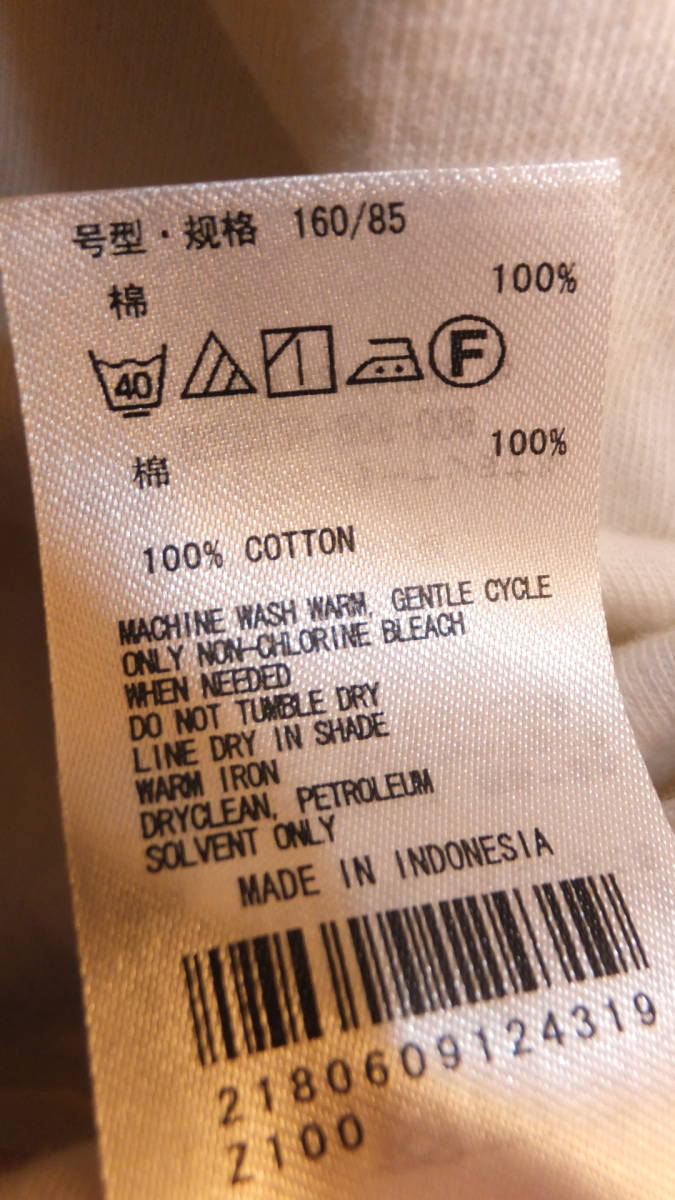 号型・规格 160/85
棉 100%
40 F
棉 100%
100% COTTON
MACHINE WASH WARM, GENTLE CYCLE
ONLY NON-CHLORINE BLEACH
WHEN NEEDED
DO NOT TUMBLE DRY
LINE DRY IN SHADE
WARM IRON
DRYCLEAN, PETROLEUM
SOLVENT ONLY
MADE IN INDONESIA
2180609124319
Z100